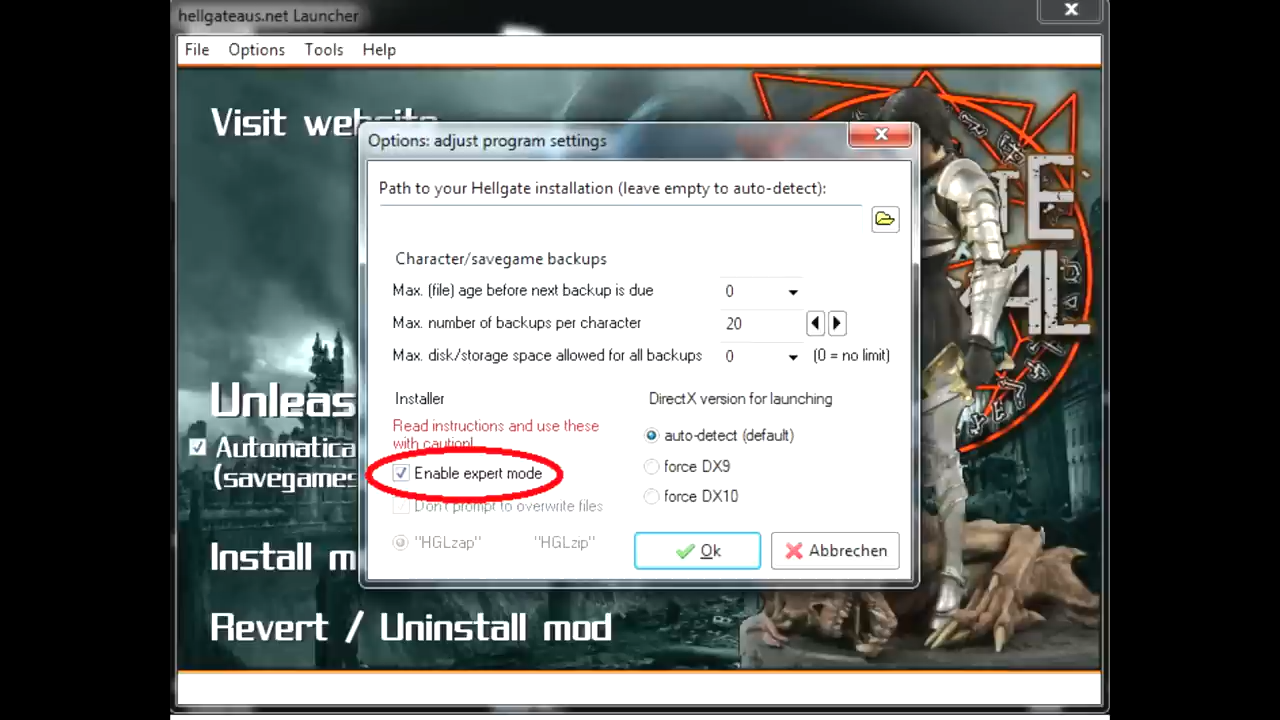 hellgateaus.net Launcher
File Options Tools Help
Visit website
Options: adjust program settings
Path to your Hellgate installation (leave empty to auto-detect):
Character/savegame backups
Max. (file) age before next backup is due 0
Max. number of backups per character 20
Max. disk/storage space allowed for all backups 0 (0 = no limit)
Installer
Read instructions and use these
with caution!
Enable expert mode
Don't prompt to overwrite files
"HGLzap" "HGLzip"
DirectX version for launching
auto-detect (default)
force DX9
force DX10
Ok Abbrechen
Unleas
Automatica
(savegames
Install m
Revert / Uninstall mod
TE
AL